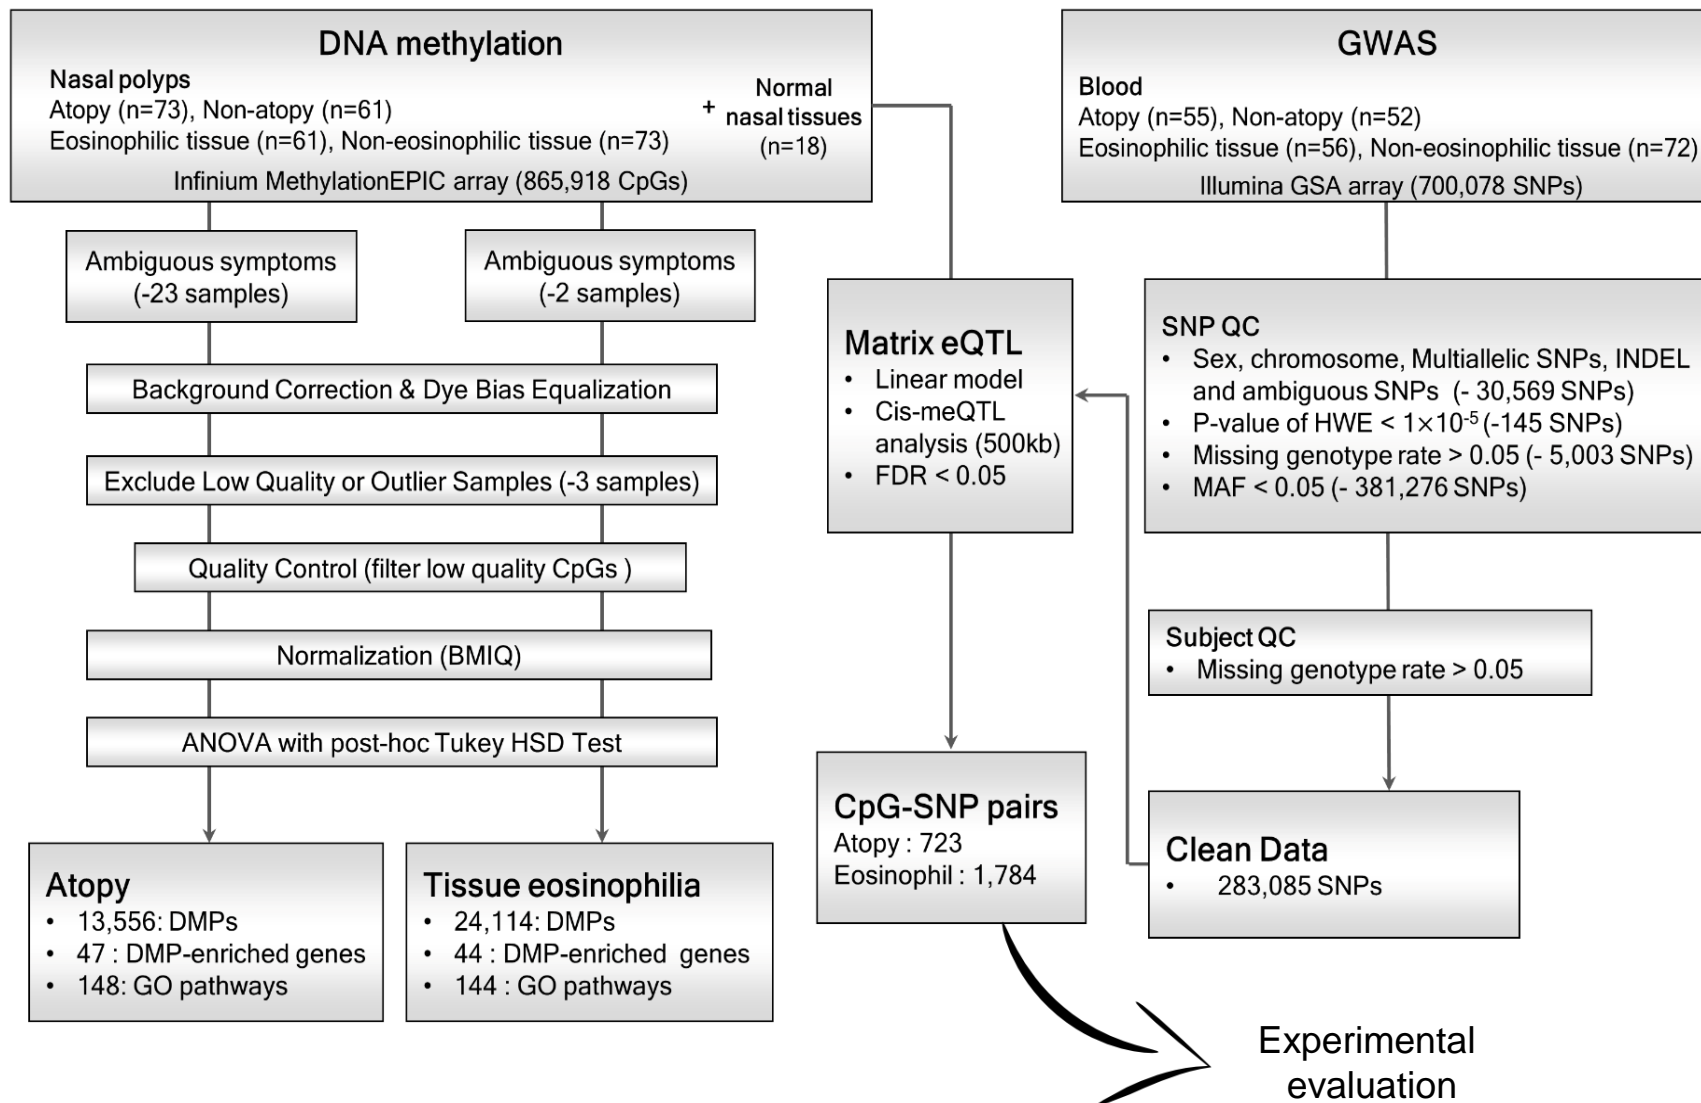 DNA methylation
Nasal polyps
Atopy (n=73), Non-atopy (n=61)
Eosinophilic tissue (n=61), Non-eosinophilic tissue (n=73)
+
Normal
nasal tissues
(n=18)
Infinium MethylationEPIC array (865,918 CpGs)
GWAS
Blood
Atopy (n=55), Non-atopy (n=52)
Eosinophilic tissue (n=56), Non-eosinophilic tissue (n=72)
Illumina GSA array (700,078 SNPs)
Ambiguous symptoms
(-23 samples)
Ambiguous symptoms
(-2 samples)
Background Correction & Dye Bias Equalization
Exclude Low Quality or Outlier Samples (-3 samples)
Quality Control (filter low quality CpGs )
Normalization (BMIQ)
ANOVA with post-hoc Tukey HSD Test
Atopy
• 13,556: DMPs
• 47 : DMP-enriched genes
• 148: GO pathways
Tissue eosinophilia
• 24,114: DMPs
• 44 : DMP-enriched genes
• 144 : GO pathways
Matrix eQTL
• Linear model
• Cis-meQTL
analysis (500kb)
• FDR < 0.05
SNP QC
• Sex, chromosome, Multiallelic SNPs, INDEL
and ambiguous SNPs (- 30,569 SNPs)
• P-value of HWE < 1×10⁻⁵ (-145 SNPs)
• Missing genotype rate > 0.05 (- 5,003 SNPs)
• MAF < 0.05 (- 381,276 SNPs)
Subject QC
• Missing genotype rate > 0.05
Clean Data
• 283,085 SNPs
CpG-SNP pairs
Atopy : 723
Eosinophil : 1,784
Experimental
evaluation